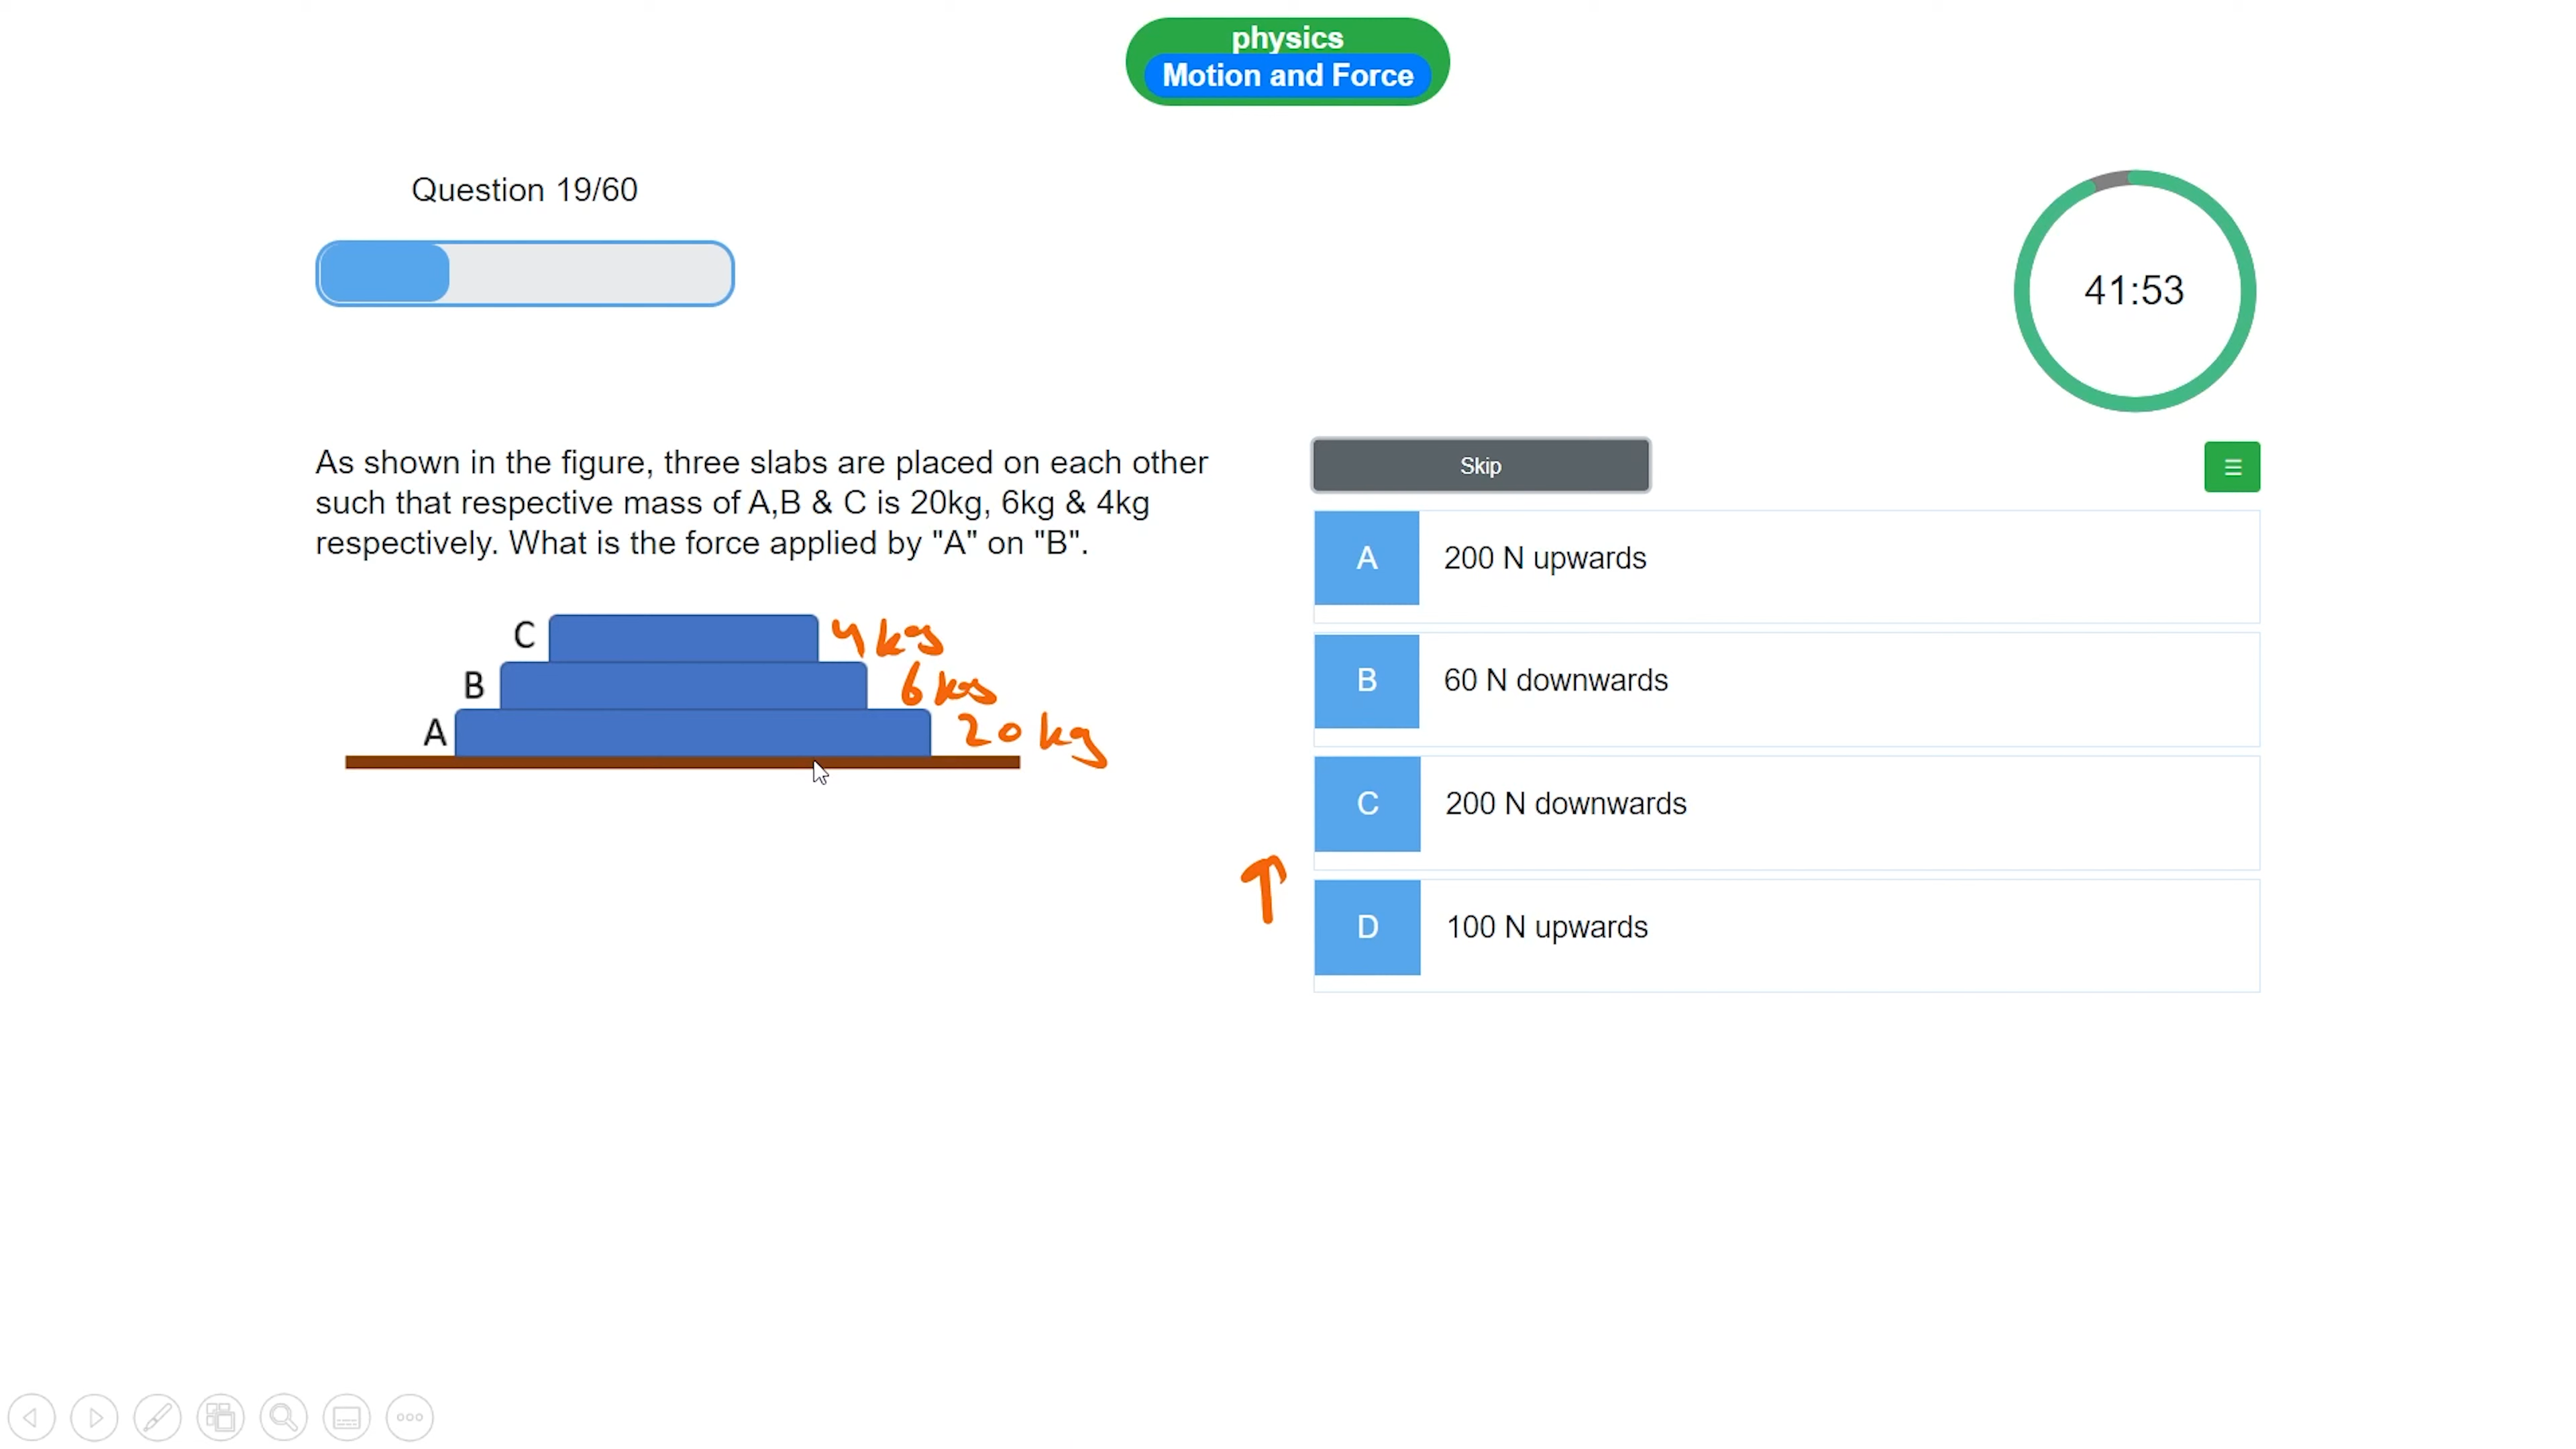 physics
Motion and Force
Question 19/60
41:53
As shown in the figure, three slabs are placed on each other
such that respective mass of A,B & C is 20kg, 6kg & 4kg
respectively. What is the force applied by "A" on "B".
C 4 kg
B 6 kg
A 20 kg
Skip
A 200 N upwards
B 60 N downwards
C 200 N downwards
D 100 N upwards